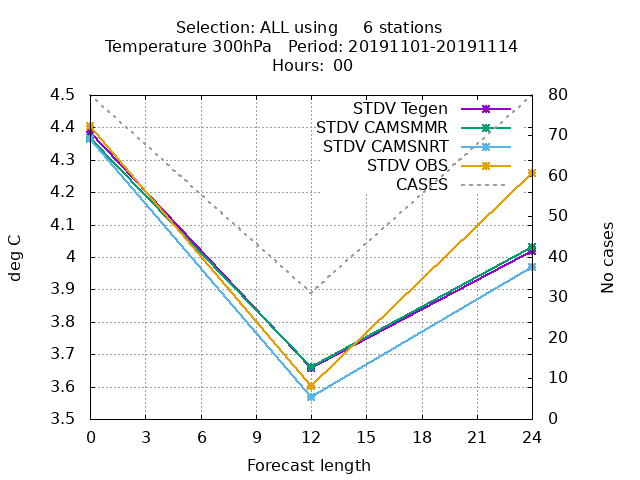 Selection: ALL using     6 stations
Temperature 300hPa   Period: 20191101-20191114
Hours:  00
4.5
4.4
4.3
4.2
4.1
4
3.9
3.8
3.7
3.6
3.5
deg C
STDV Tegen
STDV CAMSMMR
STDV CAMSNRT
STDV OBS
CASES
80
70
60
50
40
30
20
10
0
No cases
0 3 6 9 12 15 18 21 24
Forecast length